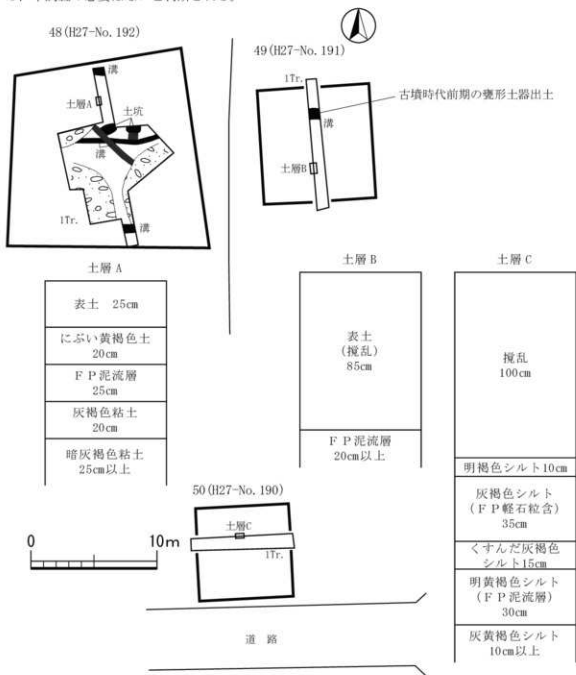 48(H27-No. 192)
溝
土層A
土坑
溝
1Tr.
溝
49(H27-No. 191)
1Tr.
古墳時代前期の甕形土器出土
溝
土層B
土層 A
表土 25cm
にぶい黄褐色土
20cm
ＦＰ泥流層
25cm
灰褐色粘土
20cm
暗灰褐色粘土
25cm以上
土層 B
表土
(撹乱)
85cm
ＦＰ泥流層
20cm以上
土層 C
撹乱
100cm
明褐色シルト10cm
灰褐色シルト
(ＦＰ軽石粒含)
35cm
くすんだ灰褐色
シルト15cm
明黄褐色シルト
(ＦＰ泥流層)
30cm
灰黄褐色シルト
10cm以上
50(H27-No. 190)
土層C
1Tr.
0 10m
道 路